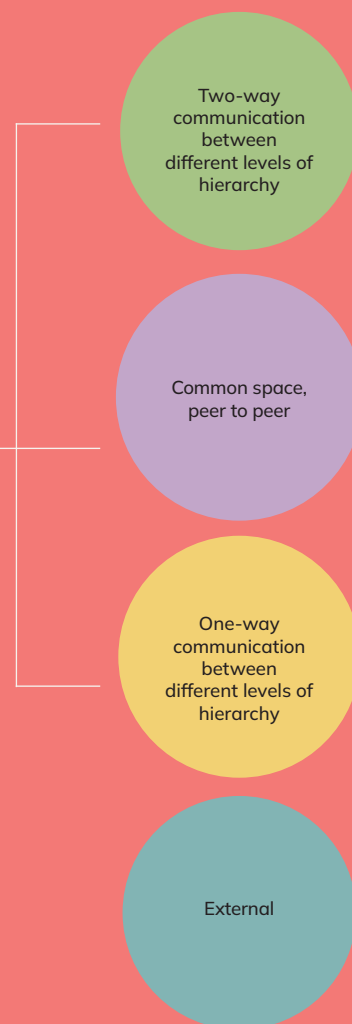 Two-way
communication
between
different levels of
hierarchy
Common space,
peer to peer
One-way
communication
between
different levels of
hierarchy
External